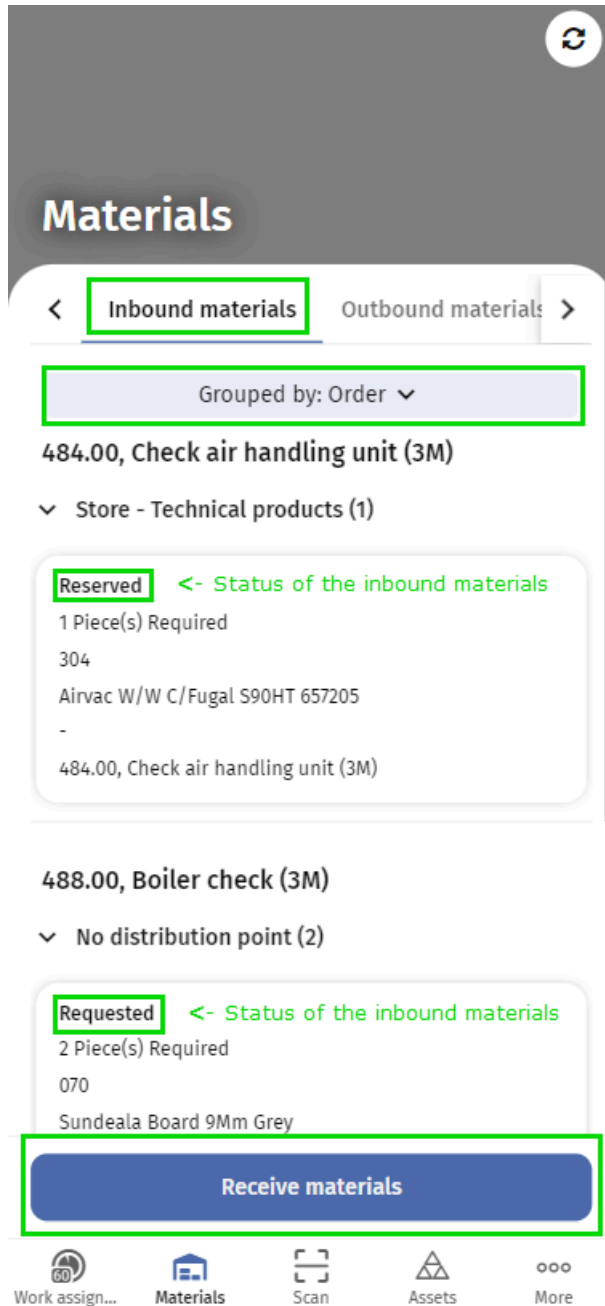 Materials
Inbound materials Outbound materials
Grouped by: Order
484.00, Check air handling unit (3M)
Store - Technical products (1)
Reserved <- Status of the inbound materials
1 Piece(s) Required
304
Airvac W/W C/Fugal S90HT 657205
-
484.00, Check air handling unit (3M)
488.00, Boiler check (3M)
No distribution point (2)
Requested <- Status of the inbound materials
2 Piece(s) Required
070
Sundeala Board 9Mm Grey
Receive materials
60
Work assign... Materials Scan Assets More